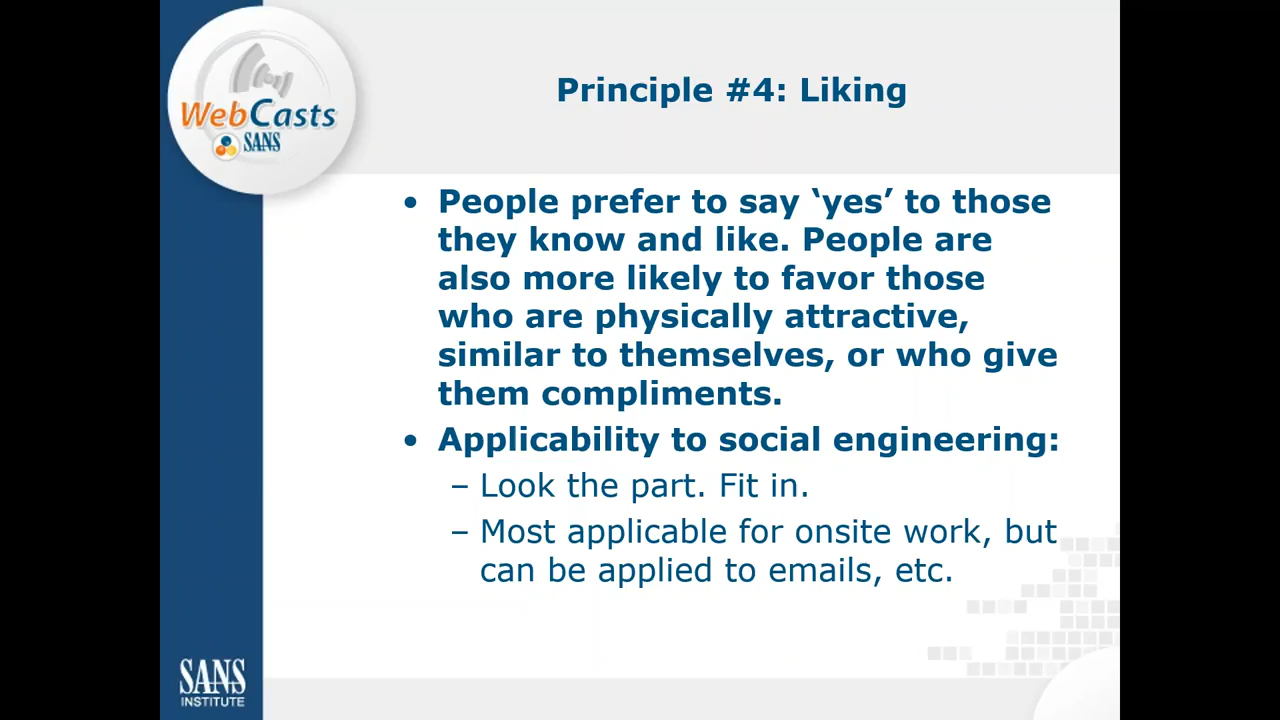 WebCasts
SANS
Principle #4: Liking
• People prefer to say ‘yes’ to those
they know and like. People are
also more likely to favor those
who are physically attractive,
similar to themselves, or who give
them compliments.
• Applicability to social engineering:
– Look the part. Fit in.
– Most applicable for onsite work, but
can be applied to emails, etc.
SANS
INSTITUTE